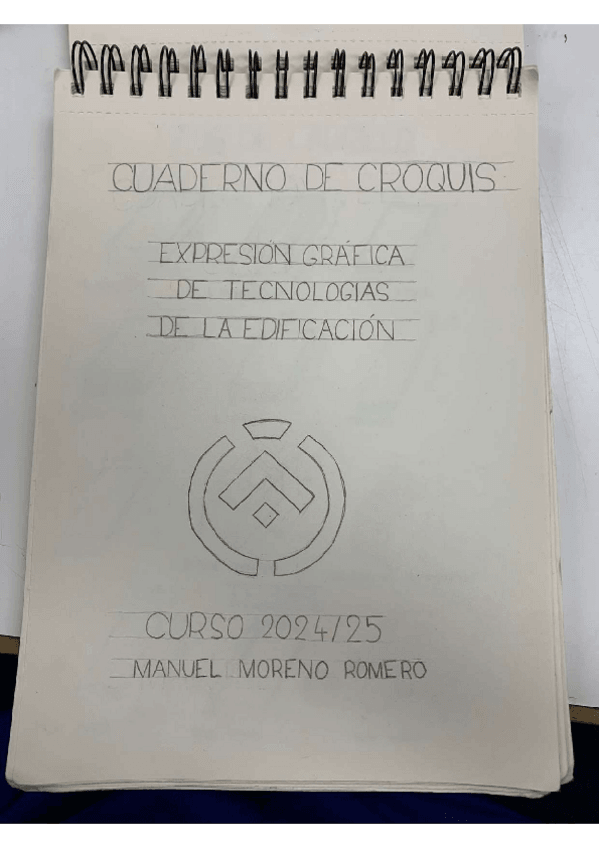 CUADERNO DE CROQUIS
EXPRESIÓN GRÁFICA
DE TECNOLOGIAS
DE LA EDIFICACIÓN
CURSO 2024/25
MANUEL MORENO ROMERO